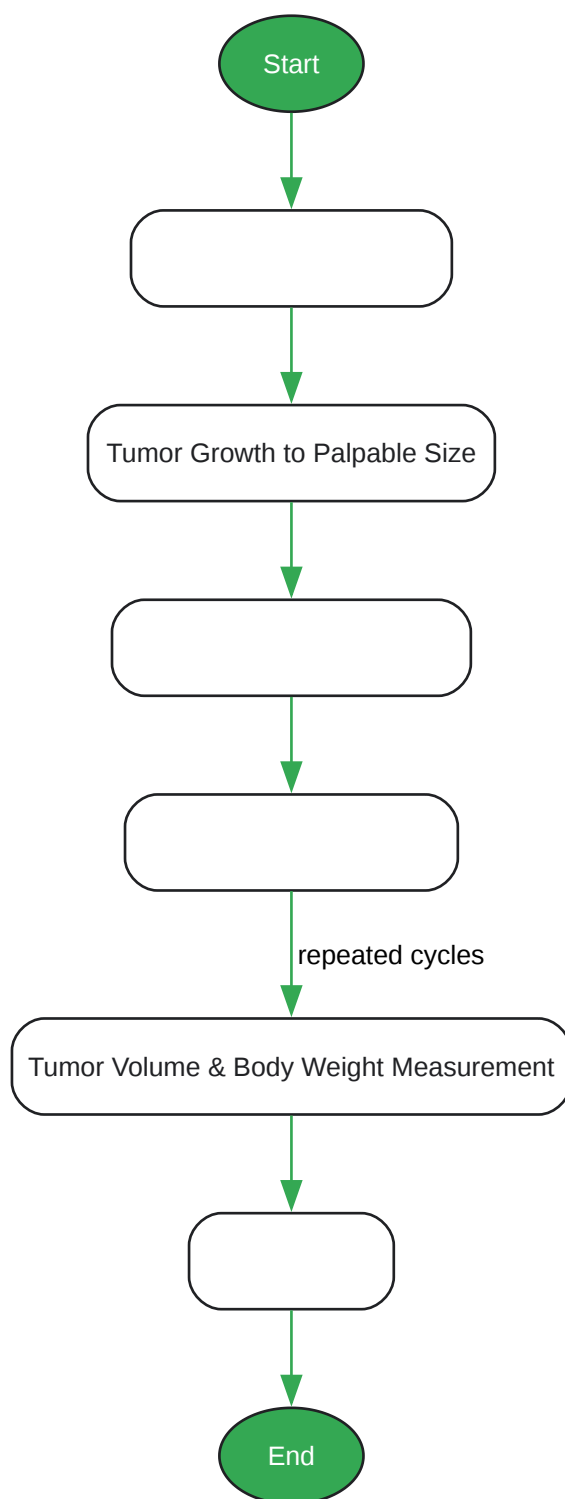 Start
Tumor Growth to Palpable Size
repeated cycles
Tumor Volume & Body Weight Measurement
End